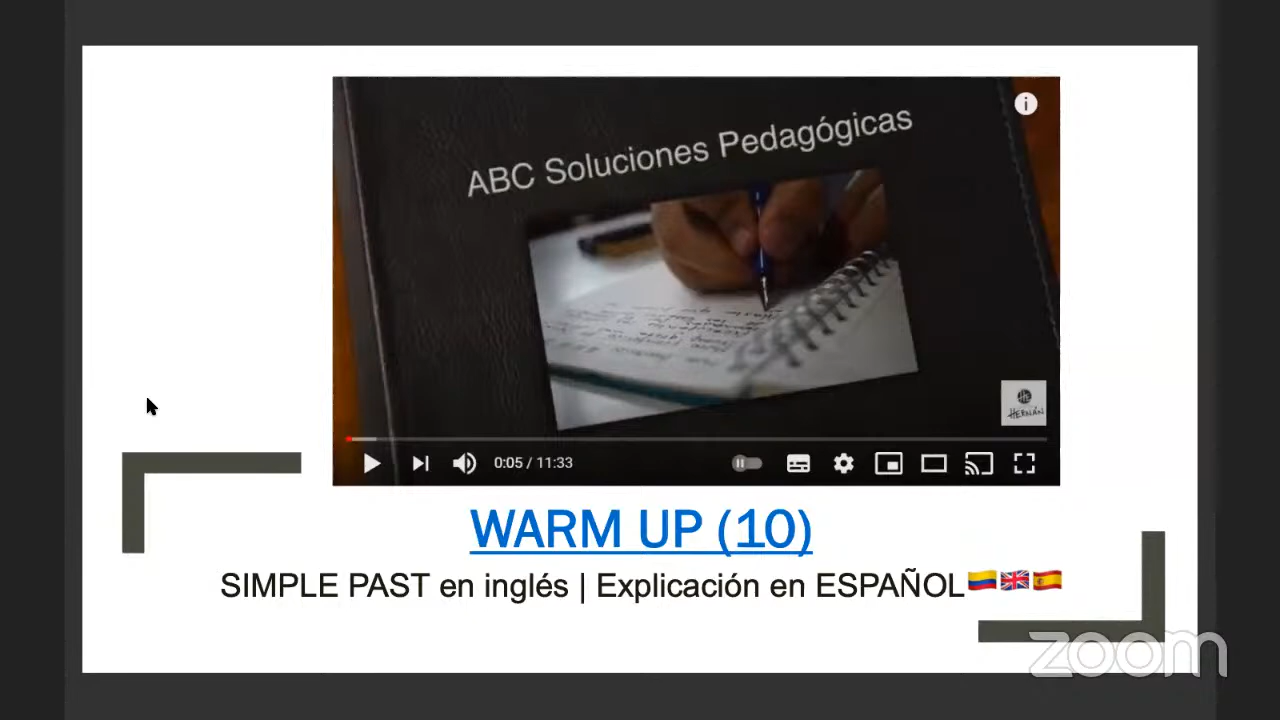 ABC Soluciones Pedagógicas
HERNÁN
0:05 / 11:33
WARM UP (10)
SIMPLE PAST en inglés | Explicación en ESPAÑOL🇨🇴🇬🇧🇪🇸
zoom